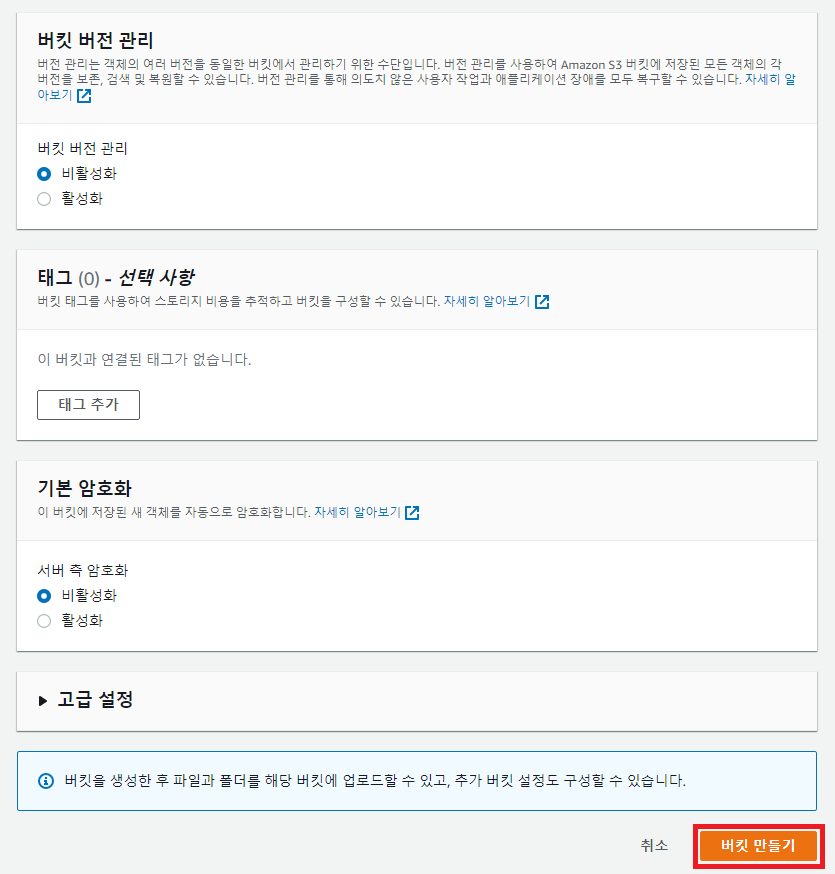 버킷 버전 관리
버전 관리는 객체의 여러 버전을 동일한 버킷에서 관리하기 위한 수단입니다. 버전 관리를 사용하여 Amazon S3 버킷에 저장된 모든 객체의 각
버전을 보존, 검색 및 복원할 수 있습니다. 버전 관리를 통해 의도치 않은 사용자 작업과 애플리케이션 장애를 모두 복구할 수 있습니다. 자세히 알
아보기
버킷 버전 관리
비활성화
활성화
태그 (0) - 선택 사항
버킷 태그를 사용하여 스토리지 비용을 추적하고 버킷을 구성할 수 있습니다. 자세히 알아보기
이 버킷과 연결된 태그가 없습니다.
태그 추가
기본 암호화
이 버킷에 저장된 새 객체를 자동으로 암호화합니다. 자세히 알아보기
서버 측 암호화
비활성화
활성화
고급 설정
버킷을 생성한 후 파일과 폴더를 해당 버킷에 업로드할 수 있고, 추가 버킷 설정도 구성할 수 있습니다.
취소
버킷 만들기